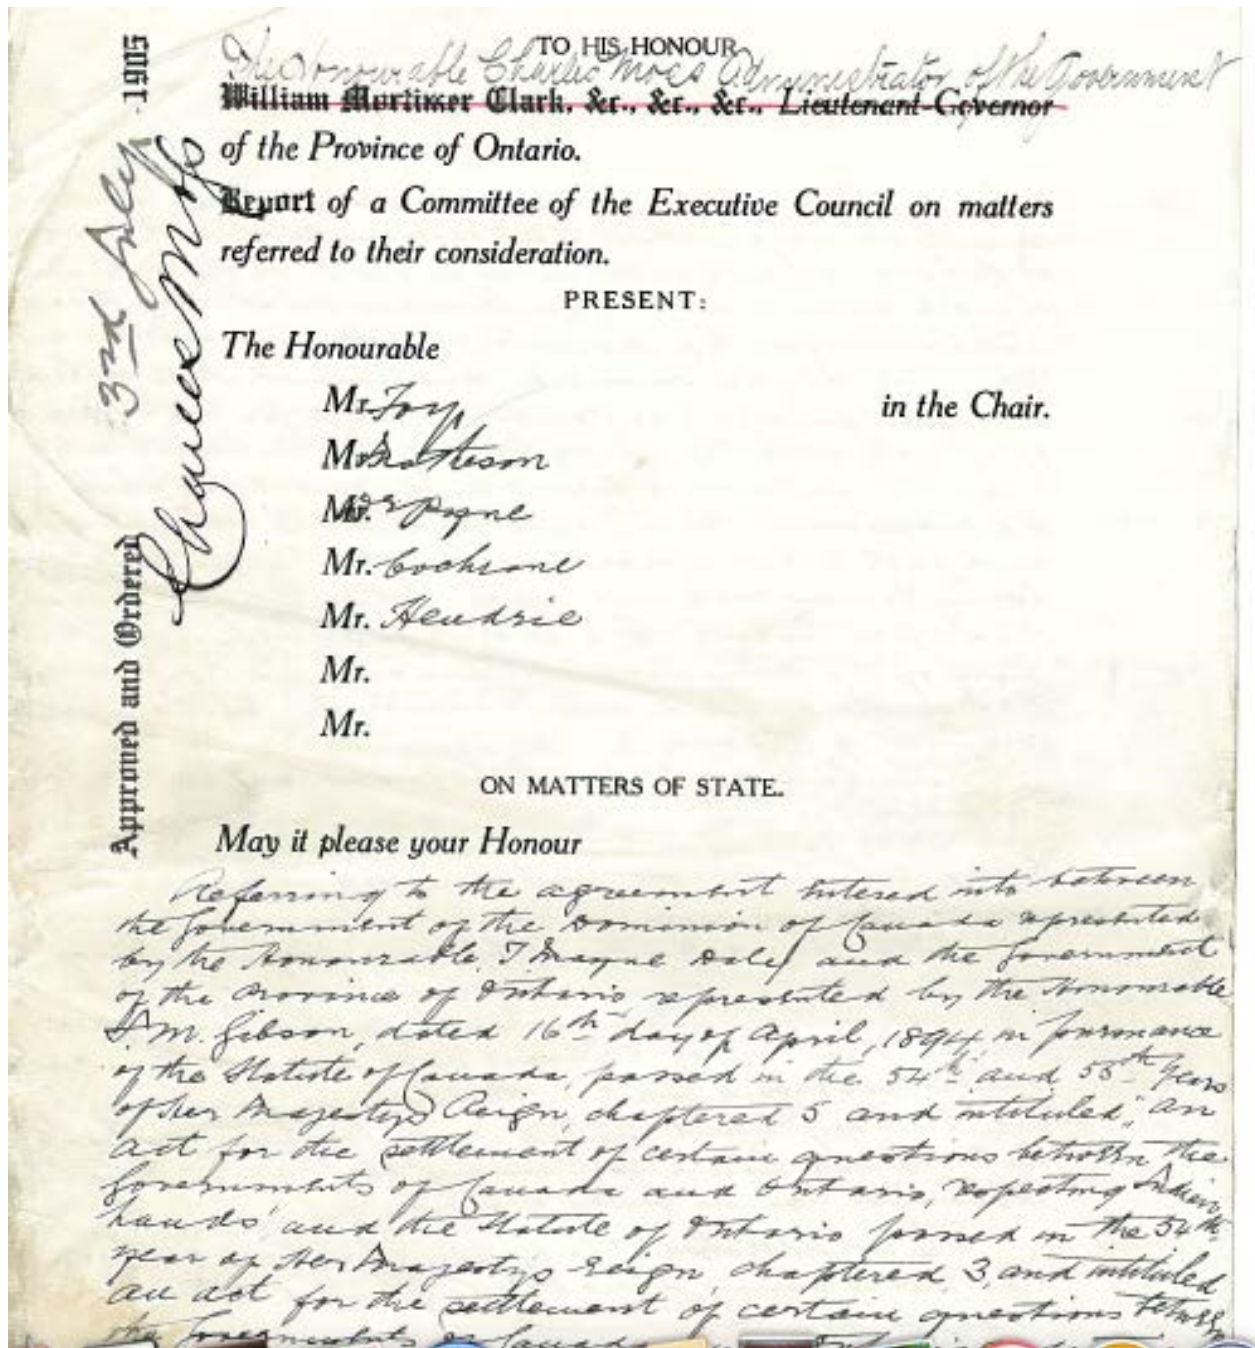 TO HIS HONOUR
The Honourable Charles Moss Administrator of the Government
William Mortimer Clark, &c., &c., &c., Lieutenant-Governor
of the Province of Ontario.
Report of a Committee of the Executive Council on matters
referred to their consideration.
PRESENT:
The Honourable
Mr. Foy in the Chair.
Mr. Matheson
Mr. Dr Pyne
Mr. Cochrane
Mr. Hendrie
Mr.
Mr.
ON MATTERS OF STATE.
May it please your Honour
Referring to the agreement entered into between
the Government of the Dominion of Canada represented
by the Honourable T Mayne Daly and the Government
of the Province of Ontario represented by the Honourable
J. M. Gibson, dated 16th day of April, 1894, in pursuance
of the Statute of Canada, passed in the 54th and 55th years
of Her Majesty's Reign, chaptered 5 and intituled, "An
act for the settlement of certain questions between the
Governments of Canada and Ontario, respecting Indian
Lands" and the Statute of Ontario passed in the 54th
year of Her Majesty's reign, chaptered 3, and intituled
an act for the settlement of certain questions between
the Governments of Canada
Approved and Ordered 3rd July 1905
Charles Moss